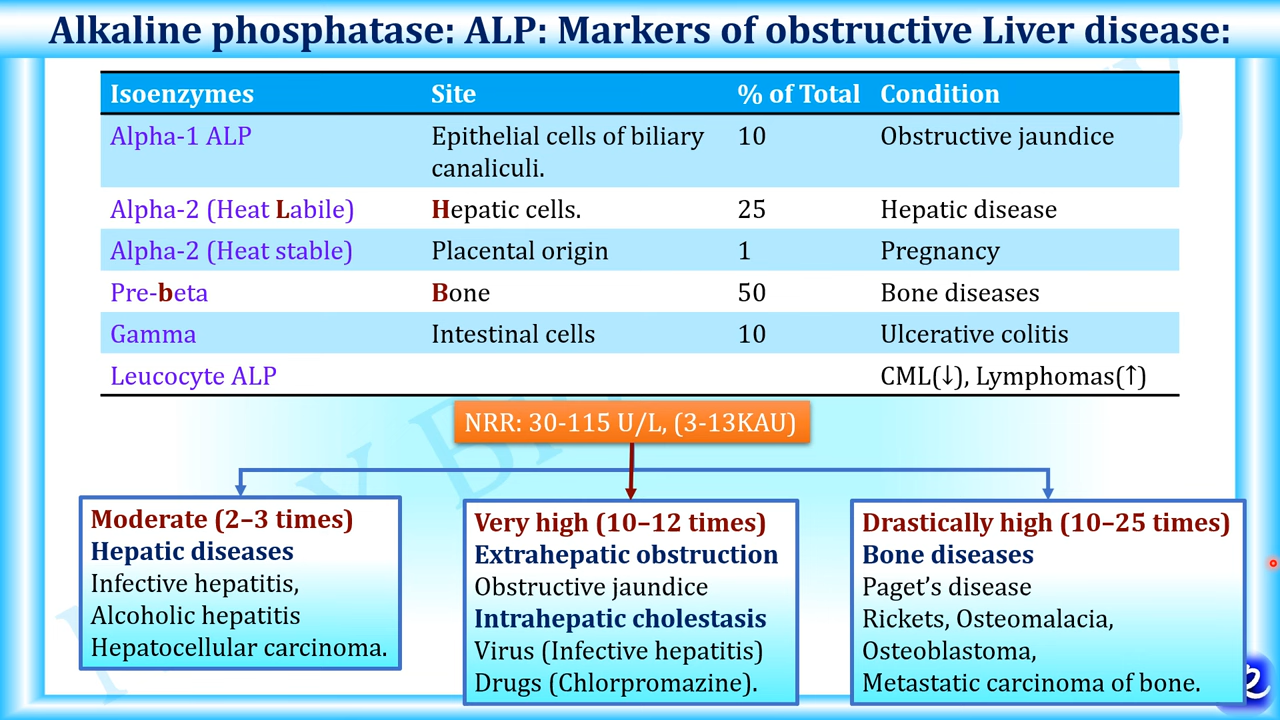 Alkaline phosphatase: ALP: Markers of obstructive Liver disease:
Isoenzymes Site % of Total Condition
Alpha-1 ALP Epithelial cells of biliary 10 Obstructive jaundice
canaliculi.
Alpha-2 (Heat Labile) Hepatic cells. 25 Hepatic disease
Alpha-2 (Heat stable) Placental origin 1 Pregnancy
Pre-beta Bone 50 Bone diseases
Gamma Intestinal cells 10 Ulcerative colitis
Leucocyte ALP CML(↓), Lymphomas(↑)
NRR: 30-115 U/L, (3-13KAU)
Moderate (2–3 times)
Hepatic diseases
Infective hepatitis,
Alcoholic hepatitis
Hepatocellular carcinoma.
Very high (10–12 times)
Extrahepatic obstruction
Obstructive jaundice
Intrahepatic cholestasis
Virus (Infective hepatitis)
Drugs (Chlorpromazine).
Drastically high (10–25 times)
Bone diseases
Paget’s disease
Rickets, Osteomalacia,
Osteoblastoma,
Metastatic carcinoma of bone.